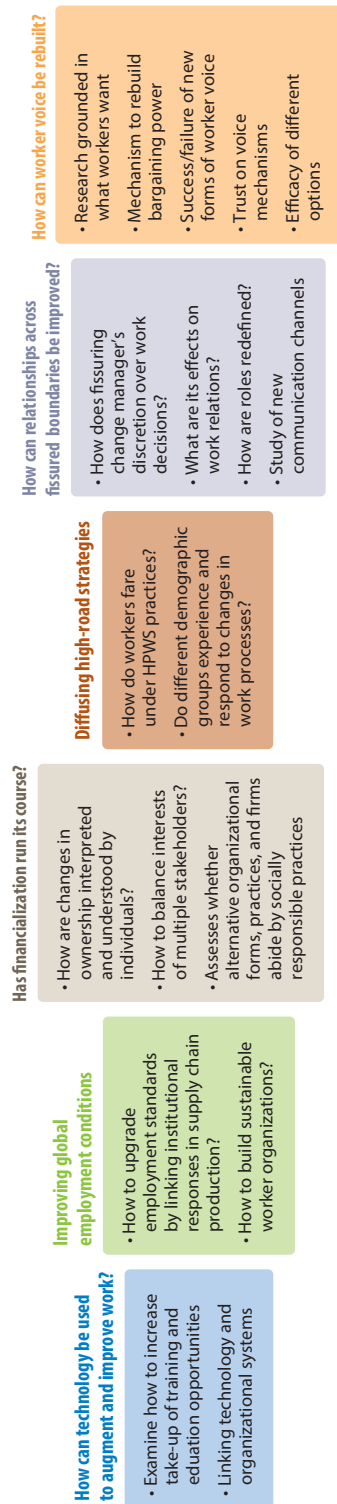 How can technology be used
to augment and improve work?
• Examine how to increase
take-up of training and
eduation opportunities
• Linking technology and
organizational systems
Improving global
employment conditions
• How to upgrade
employment standards
by linking institutional
responses in supply chain
production?
• How to build sustainable
worker organizations?
Has financialization run its course?
• How are changes in
ownership interpreted
and understood by
individuals?
• How to balance interests
of multiple stakeholders?
• Assesses whether
alternative organizational
forms, practices, and firms
abide by socially
responsible practices
Diffusing high-road strategies
• How do workers fare
under HPWS practices?
• Do different demographic
groups experience and
respond to changes in
work processes?
How can relationships across
fissured boundaries be improved?
• How does fissuring
change manager's
discretion over work
decisions?
• What are its effects on
work relations?
• How are roles redefined?
• Study of new
communication channels
How can worker voice be rebuilt?
• Research grounded in
what workers want
• Mechanism to rebuild
bargaining power
• Success/failure of new
forms of worker voice
• Trust on voice
mechanisms
• Efficacy of different
options